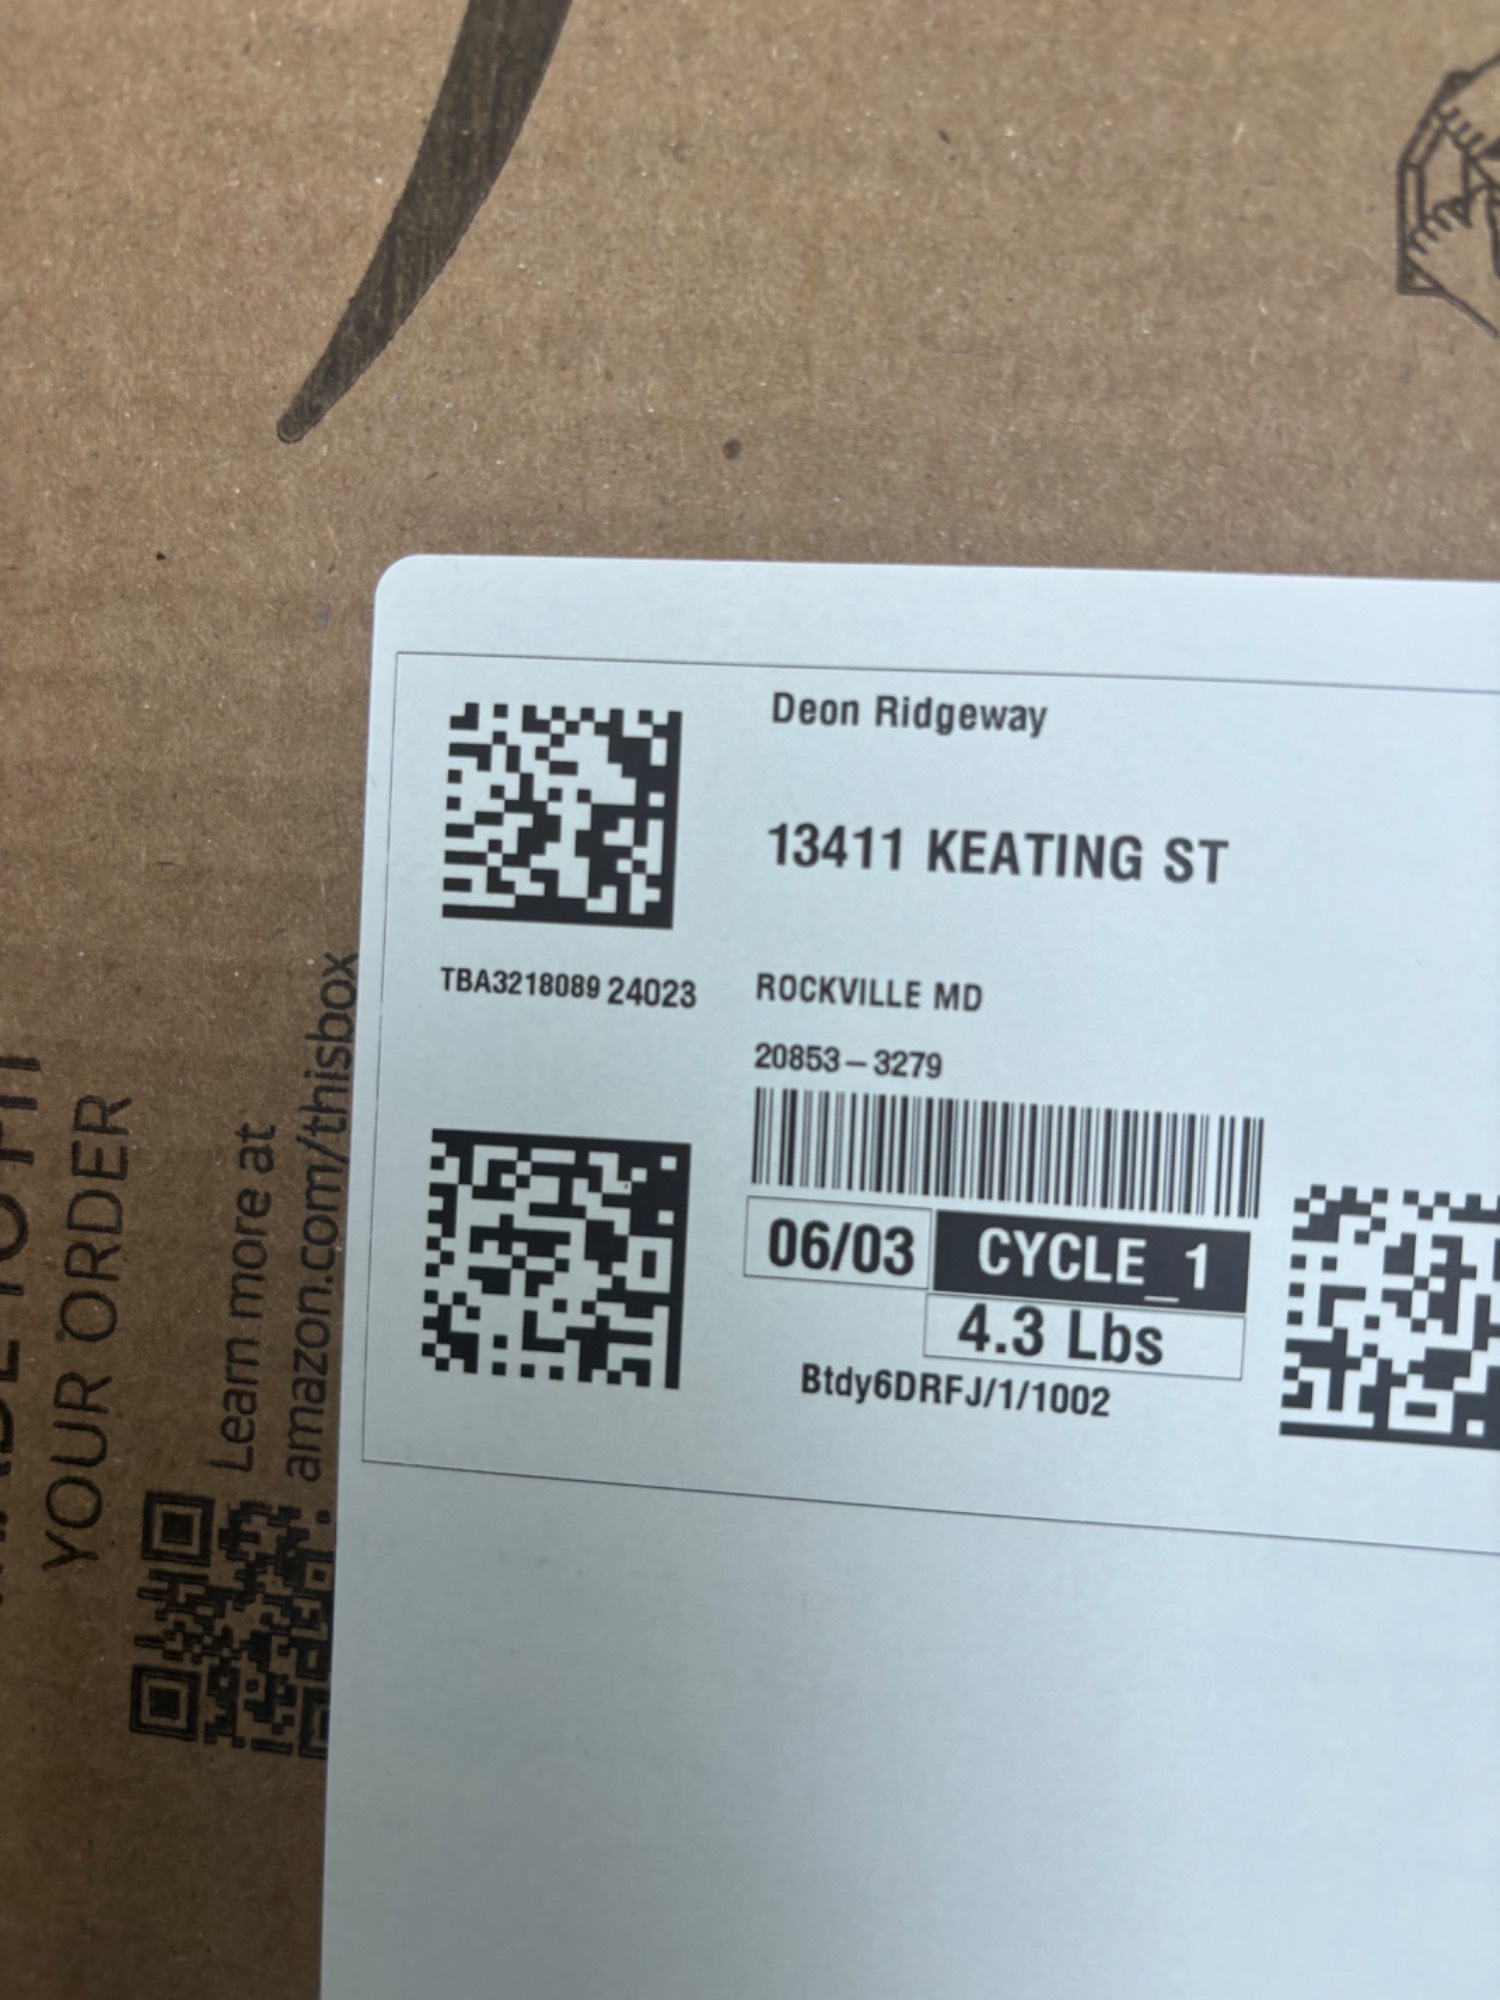 Deon Ridgeway
13411 KEATING ST
TBA3218089 24023
ROCKVILLE MD
20853-3279
06/03 CYCLE_1
4.3 Lbs
Btdy6DRFJ/1/1002
YOUR ORDER
Learn more at
amazon.com/thisbox